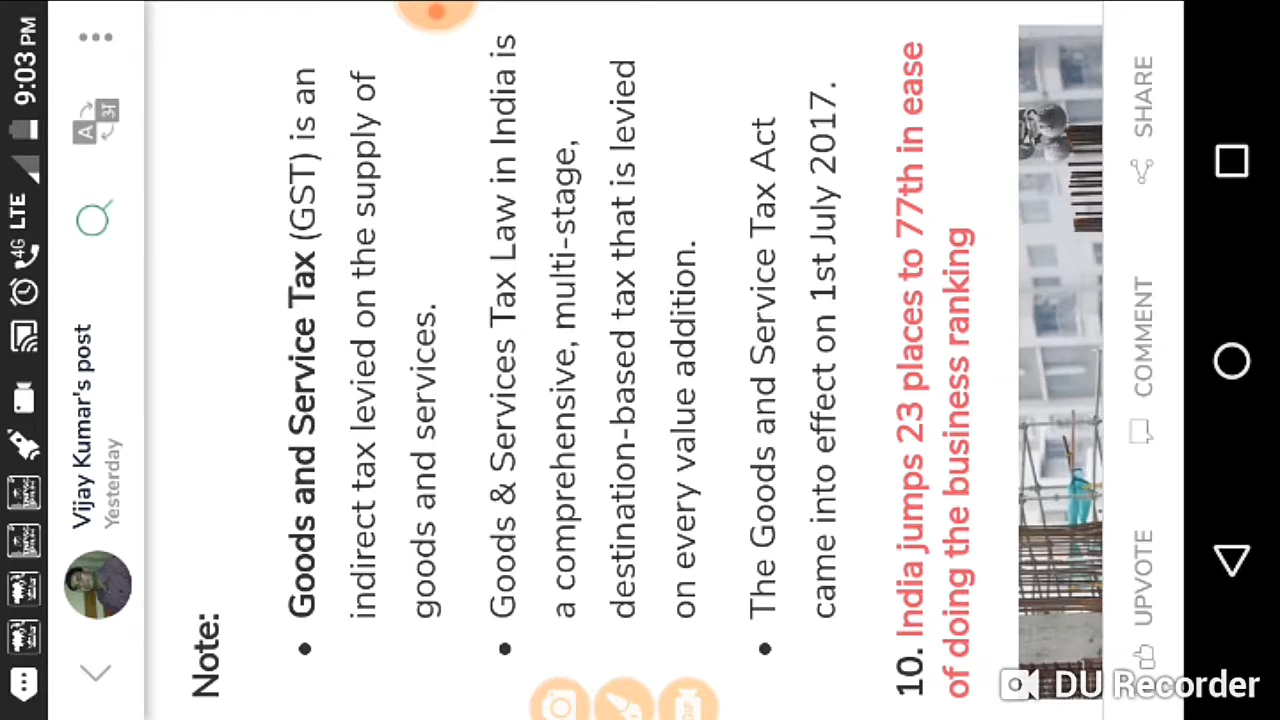 9:03 PM
4G LTE
Vijay Kumar's post
Yesterday
Note:
Goods and Service Tax (GST) is an
indirect tax levied on the supply of
goods and services.
Goods & Services Tax Law in India is
a comprehensive, multi-stage,
destination-based tax that is levied
on every value addition.
The Goods and Service Tax Act
came into effect on 1st July 2017.
10. India jumps 23 places to 77th in ease
of doing the business ranking
UPVOTE
COMMENT
SHARE
DU Recorder